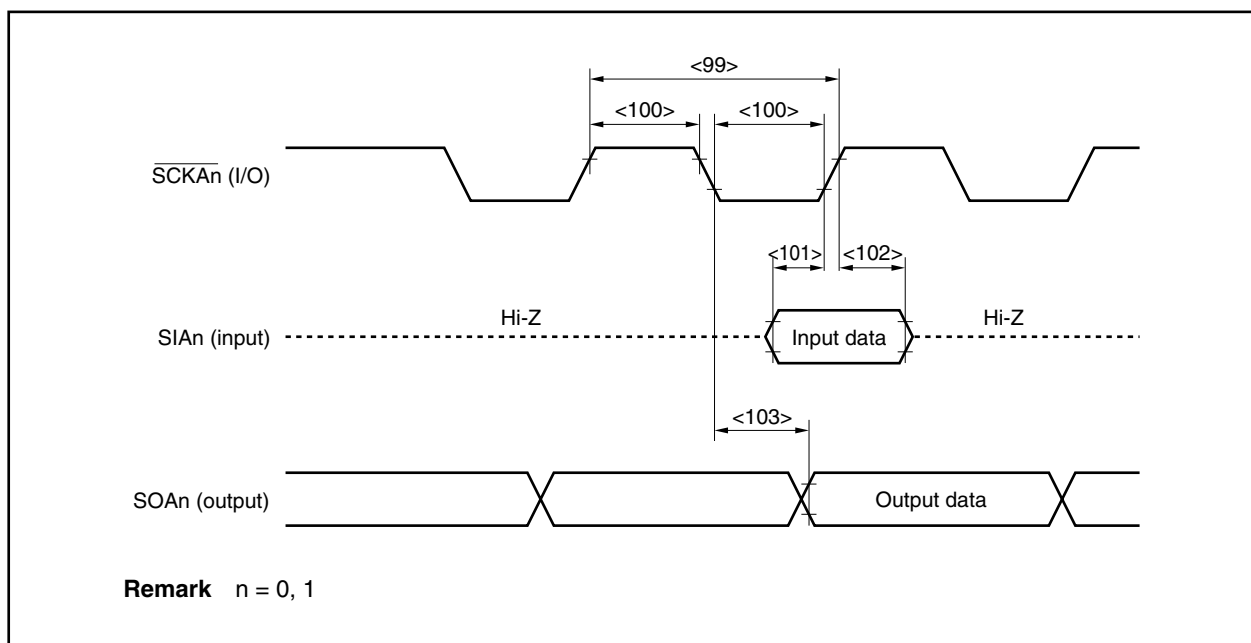 <99>
<100> <100>
SCKAn (I/O)
<101> <102>
Hi-Z Hi-Z
SIAn (input) Input data
<103>
SOAn (output) Output data
Remark n = 0, 1